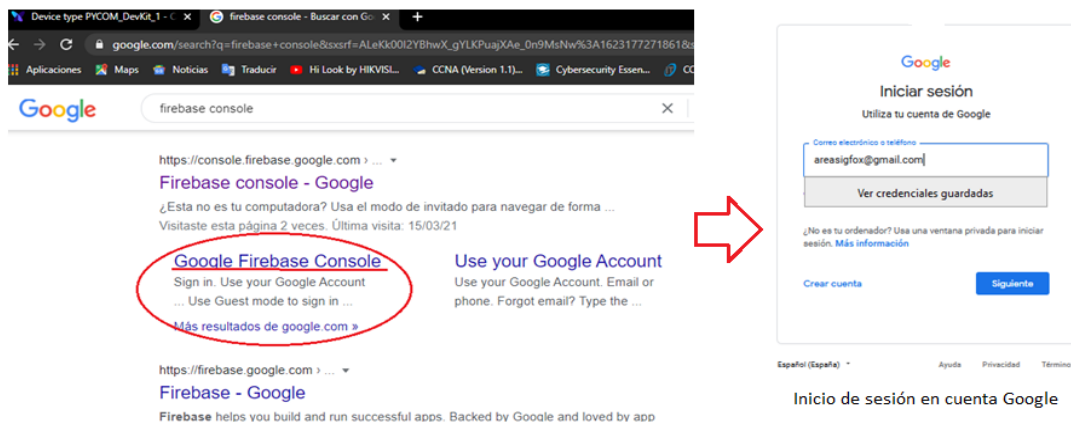 Device type PYCOM_DevKit_1 - C
firebase console - Buscar con Go
google.com/search?q=firebase+console&sxsrf=ALeKk00I2YBhwX_gYLKPuajXAe_0n9MsNw%3A1623177271861&s
Aplicaciones
Maps
Noticias
Traducir
Hi Look by HIKVISI...
CCNA (Version 1.1)...
Cybersecurity Essen...
CC
Google
firebase console
https://console.firebase.google.com › ...
Firebase console - Google
¿Esta no es tu computadora? Usa el modo de invitado para navegar de forma ...
Visitaste esta página 2 veces. Última visita: 15/03/21
Google Firebase Console
Sign in. Use your Google Account
... Use Guest mode to sign in ...
Más resultados de google.com »
Use your Google Account
Use your Google Account. Email or
phone. Forgot email? Type the ...
https://firebase.google.com › ...
Firebase - Google
Firebase helps you build and run successful apps. Backed by Google and loved by app
Google
Iniciar sesión
Utiliza tu cuenta de Google
Correo electrónico o teléfono
areasigfox@gmail.com
Ver credenciales guardadas
¿No es tu ordenador? Usa una ventana privada para iniciar
sesión. Más información
Crear cuenta
Siguiente
Español (España)
Ayuda
Privacidad
Término
Inicio de sesión en cuenta Google